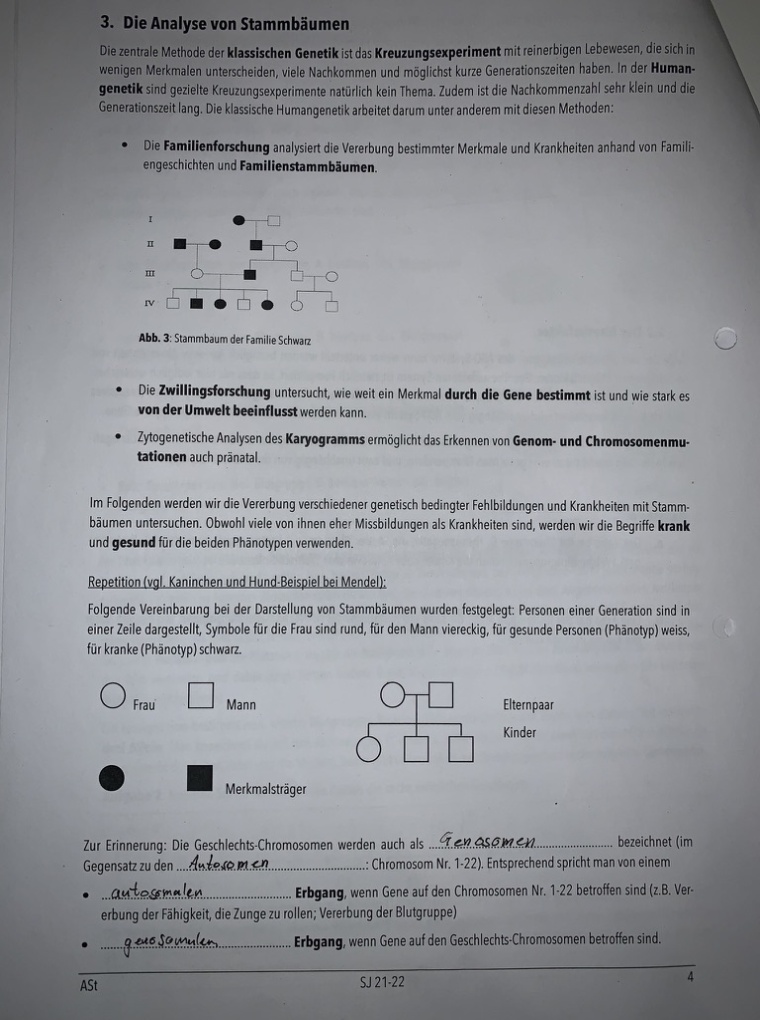 3. Die Analyse von Stammbäumen
Die zentrale Methode der klassischen Genetik ist das Kreuzungsexperiment mit reinerbigen Lebewesen, die sich in
wenigen Merkmalen unterscheiden, viele Nachkommen und möglichst kurze Generationszeiten haben. In der Human-
genetik sind gezielte Kreuzungsexperimente natürlich kein Thema. Zudem ist die Nachkommenzahl sehr klein und die
Generationszeit lang. Die klassische Humangenetik arbeitet darum unter anderem mit diesen Methoden:
• Die Familienforschung analysiert die Vererbung bestimmter Merkmale und Krankheiten anhand von Famili-
engeschichten und Familienstammbäumen.
I
II
III
IV
Abb. 3: Stammbaum der Familie Schwarz
• Die Zwillingsforschung untersucht, wie weit ein Merkmal durch die Gene bestimmt ist und wie stark es
von der Umwelt beeinflusst werden kann.
• Zytogenetische Analysen des Karyogramms ermöglicht das Erkennen von Genom- und Chromosomenmu-
tationen auch pränatal.
Im Folgenden werden wir die Vererbung verschiedener genetisch bedingter Fehlbildungen und Krankheiten mit Stamm-
bäumen untersuchen. Obwohl viele von ihnen eher Missbildungen als Krankheiten sind, werden wir die Begriffe krank
und gesund für die beiden Phänotypen verwenden.
Repetition (vgl. Kaninchen und Hund-Beispiel bei Mendel):
Folgende Vereinbarung bei der Darstellung von Stammbäumen wurden festgelegt: Personen einer Generation sind in
einer Zeile dargestellt, Symbole für die Frau sind rund, für den Mann viereckig, für gesunde Personen (Phänotyp) weiss,
für kranke (Phänotyp) schwarz.
Frau Mann Elternpaar
Kinder
Merkmalsträger
Zur Erinnerung: Die Geschlechts-Chromosomen werden auch als Genosomen bezeichnet (im
Gegensatz zu den Autosomen : Chromosom Nr. 1-22). Entsprechend spricht man von einem
• autosomalen Erbgang, wenn Gene auf den Chromosomen Nr. 1-22 betroffen sind (z.B. Ver-
erbung der Fähigkeit, die Zunge zu rollen; Vererbung der Blutgruppe)
• genosomalen Erbgang, wenn Gene auf den Geschlechts-Chromosomen betroffen sind.
ASt SJ 21-22 4